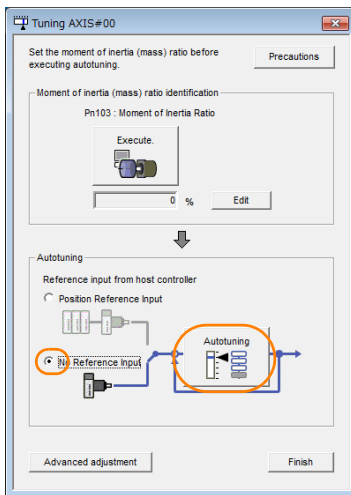 Tuning AXIS#00
Set the moment of inertia (mass) ratio before
executing autotuning.
Precautions
Moment of inertia (mass) ratio identification
Pn103 : Moment of Inertia Ratio
Execute.
0 %
Edit
Autotuning
Reference input from host controller
Position Reference Input
No Reference Input
Autotuning
Advanced adjustment
Finish